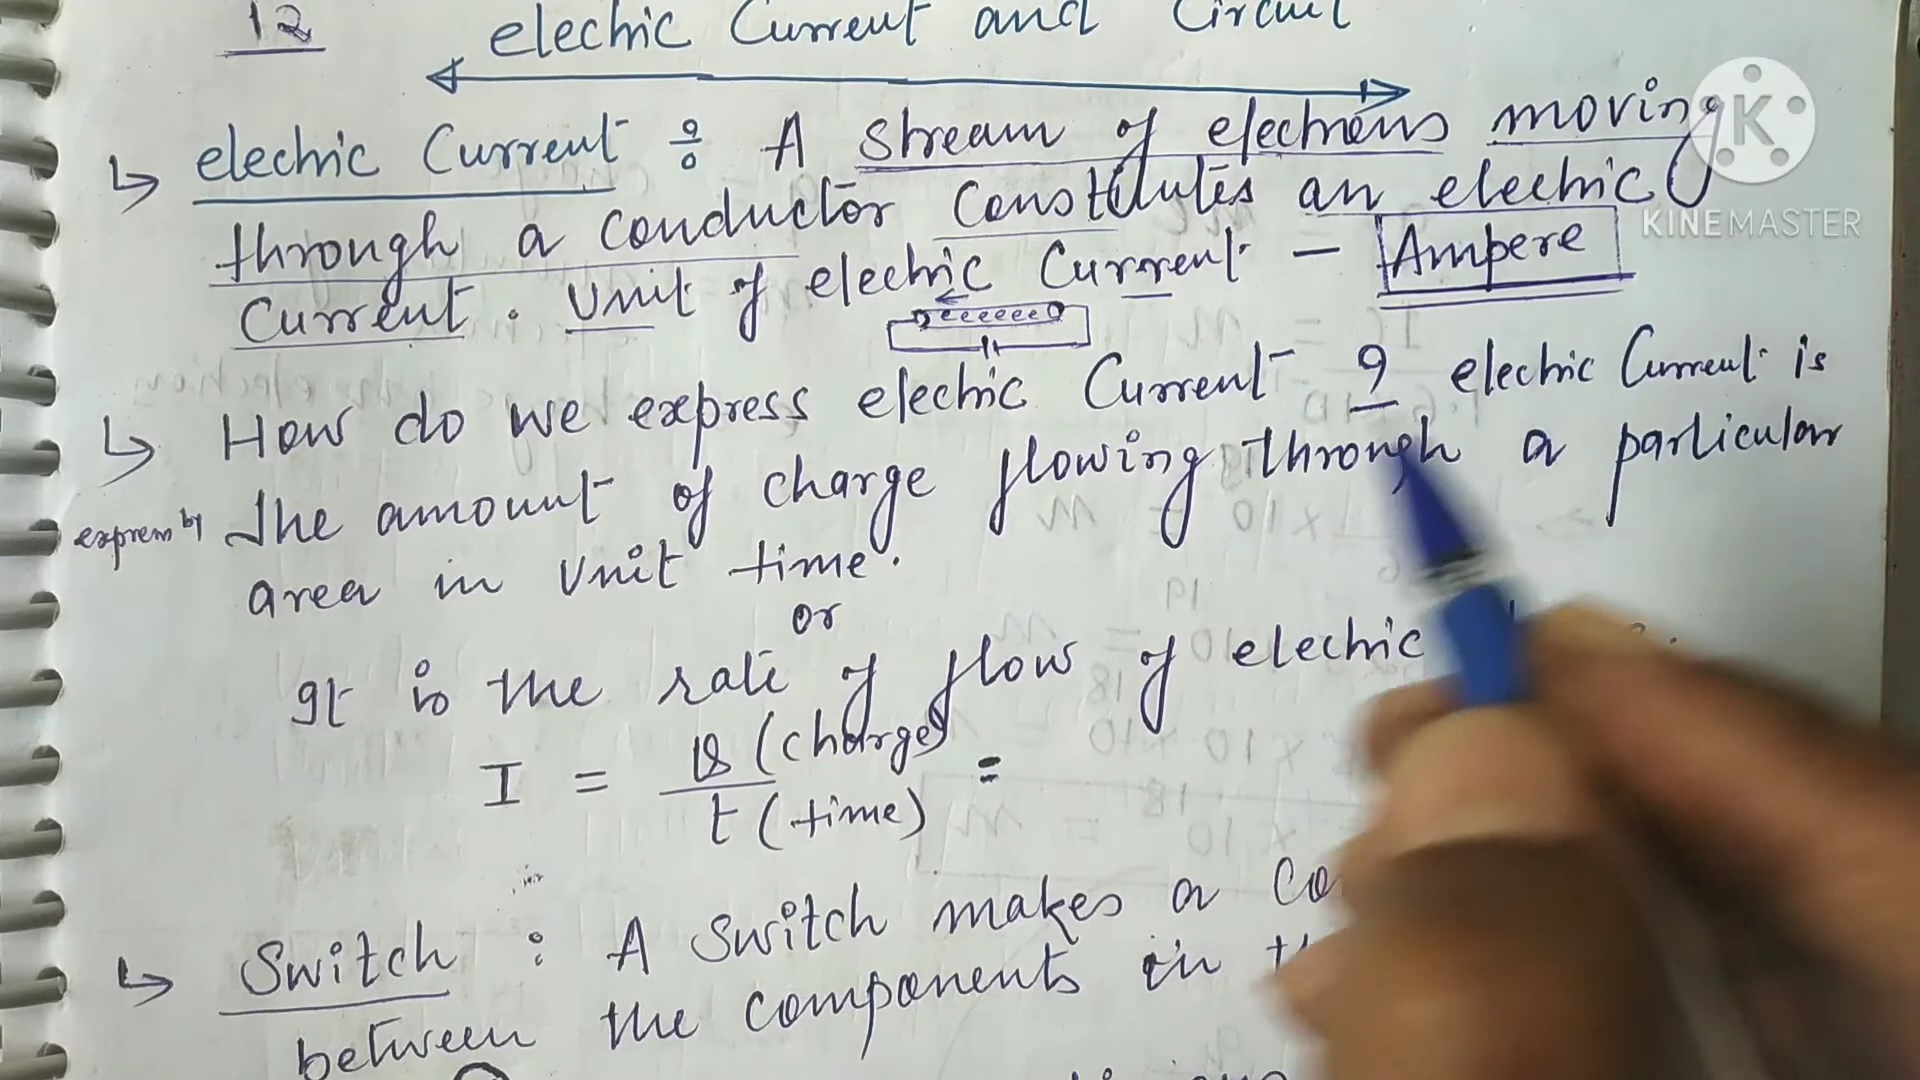 12
electric Current and Circuit
electric Current : A stream of electrons moving
through a conductor constitutes an electric
Current. Unit of electric Current - Ampere
How do we express electric Current ? electric Current is
express by The amount of charge flowing through a particular
area in unit time.
or
It is the rate of flow of electric
I = Q (charge) / t (time) =
Switch : A switch makes a Co
between the components in
K
KINEMASTER